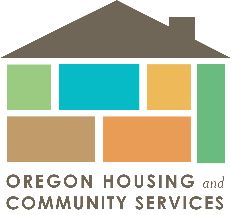 OREGON HOUSING and
COMMUNITY SERVICES